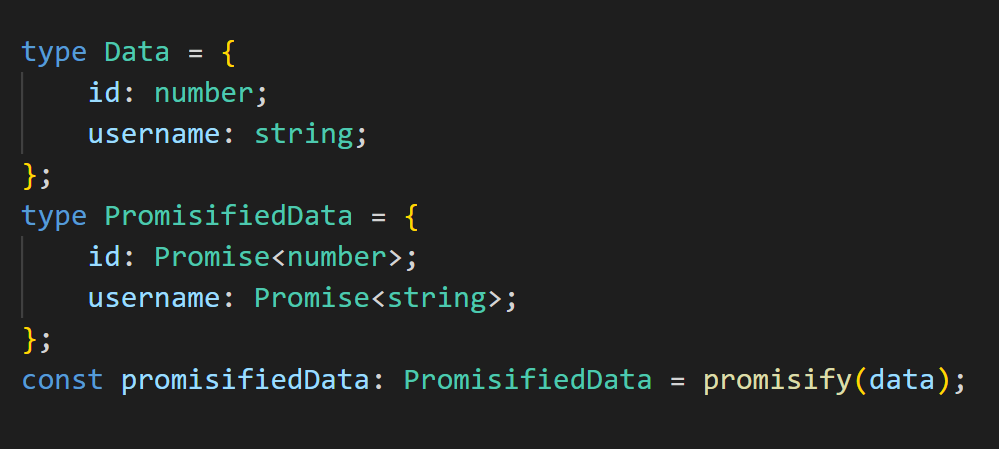 type Data = {
    id: number;
    username: string;
};
type PromisifiedData = {
    id: Promise<number>;
    username: Promise<string>;
};
const promisifiedData: PromisifiedData = promisify(data);